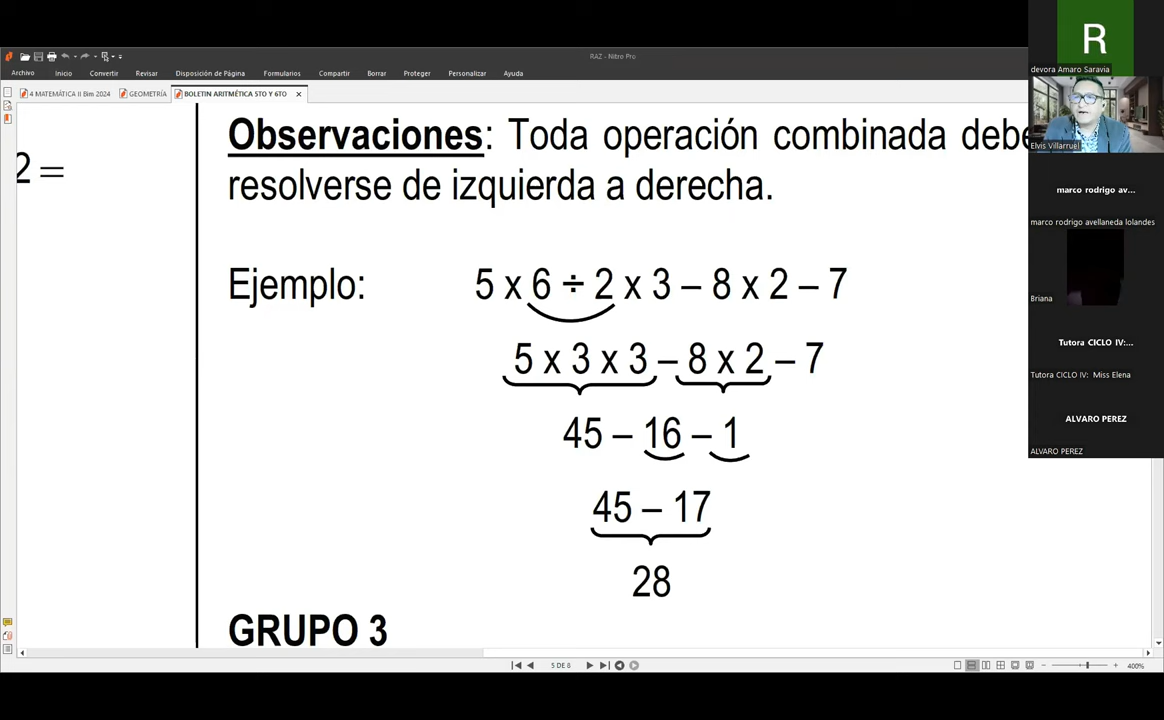 RAZ - Nitro Pro
Archivo Inicio Convertir Revisar Disposición de Página Formularios Compartir Borrar Proteger Personalizar Ayuda
4 MATEMÁTICA II Bim 2024 GEOMETRÍA BOLETIN ARITMÉTICA 5TO Y 6TO
2 =
Observaciones: Toda operación combinada debe
resolverse de izquierda a derecha.
Ejemplo: 5 x 6 ÷ 2 x 3 – 8 x 2 – 7
5 x 3 x 3 – 8 x 2 – 7
45 – 16 – 1
45 – 17
28
GRUPO 3
5 DE 8
400%
R
devora Amaro Saravia
Elvis Villarruel
marco rodrigo av...
marco rodrigo avellaneda lolandes
Briana
Tutora CICLO IV:...
Tutora CICLO IV: Miss Elena
ALVARO PEREZ
ALVARO PEREZ